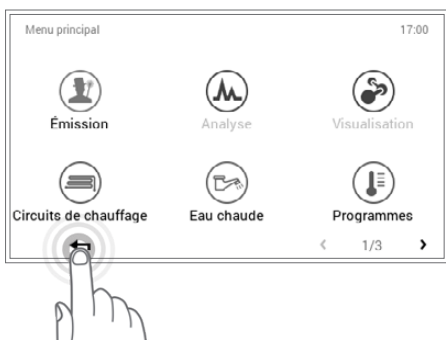 Menu principal 17:00
Émission Analyse Visualisation
Circuits de chauffage Eau chaude Programmes
< 1/3 >